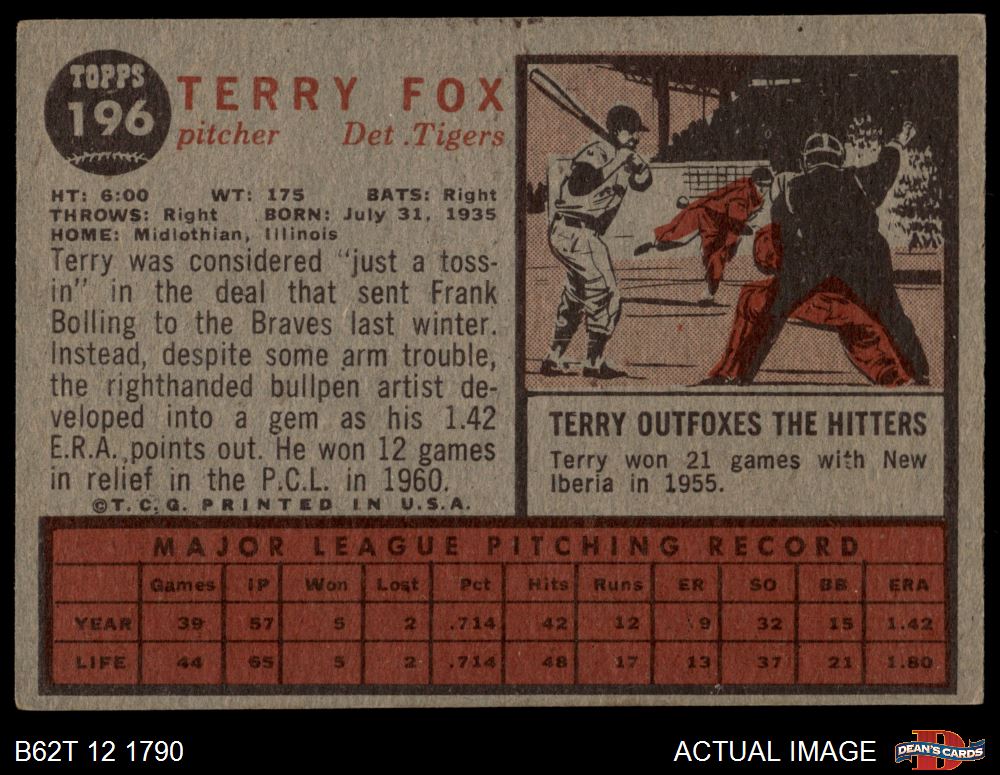 TOPPS
196
TERRY FOX
pitcher Det .Tigers
HT: 6:00 WT: 175 BATS: Right
THROWS: Right BORN: July 31, 1935
HOME: Midlothian, Illinois
Terry was considered "just a toss-
in" in the deal that sent Frank
Bolling to the Braves last winter.
Instead, despite some arm trouble,
the righthanded bullpen artist de-
veloped into a gem as his 1.42
E.R.A. points out. He won 12 games
in relief in the P.C.L. in 1960.
©T.C.G. PRINTED IN U.S.A.
TERRY OUTFOXES THE HITTERS
Terry won 21 games with New
Iberia in 1955.
MAJOR LEAGUE PITCHING RECORD
Games IP Won Lost Pct Hits Runs ER SO BB ERA
YEAR 39 57 5 2 .714 42 12 9 32 15 1.42
LIFE 44 65 5 2 .714 48 17 13 37 21 1.80
B62T 12 1790
ACTUAL IMAGE
DEAN'S CARDS